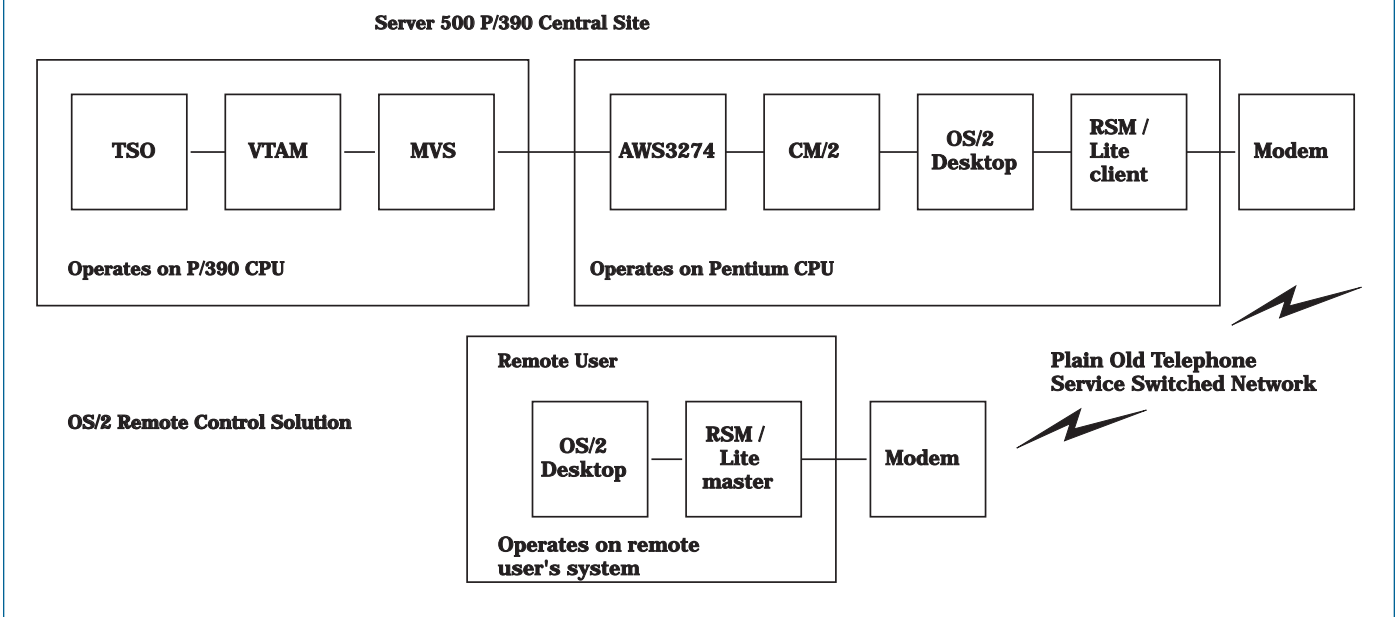 Server 500 P/390 Central Site
TSO
VTAM
MVS
AWS3274
CM/2
OS/2
Desktop
RSM /
Lite
client
Modem
Operates on P/390 CPU
Operates on Pentium CPU
Remote User
Plain Old Telephone
Service Switched Network
OS/2 Remote Control Solution
OS/2
Desktop
RSM /
Lite
master
Modem
Operates on remote
user's system